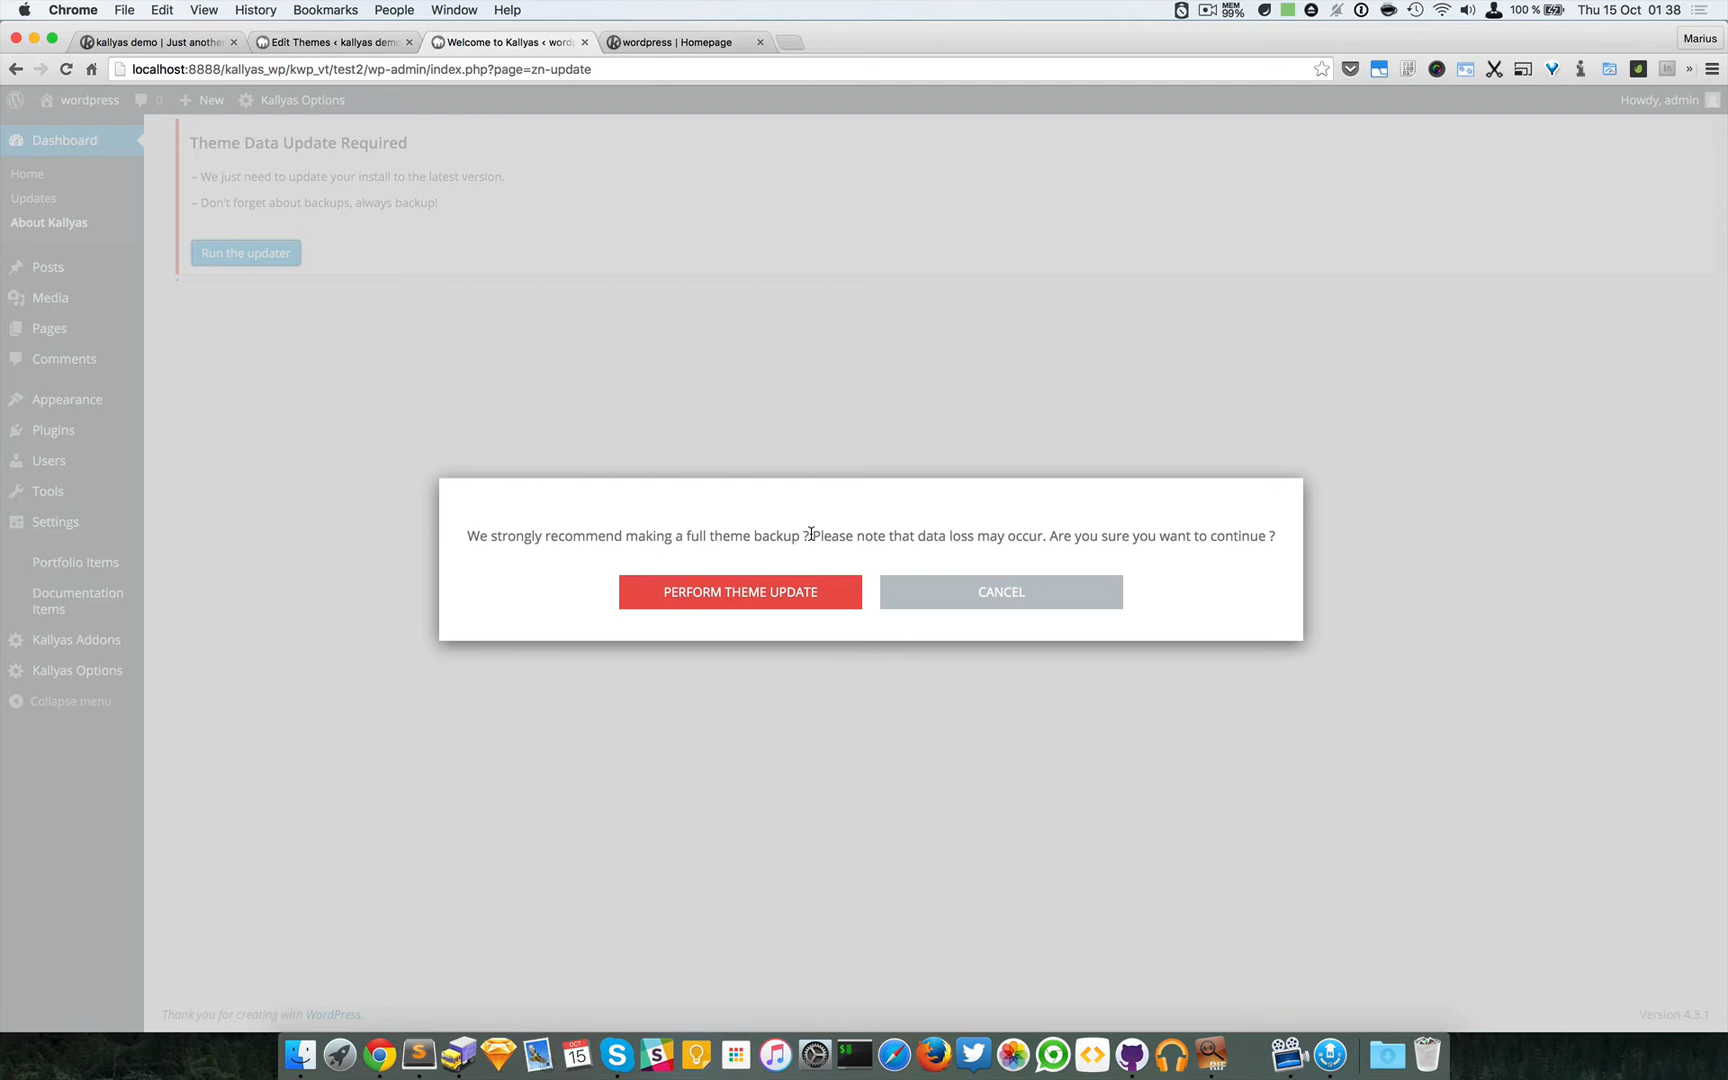 Chrome File Edit View History Bookmarks People Window Help MEM 99% 100 % Thu 15 Oct 01:38
kallyas demo | Just anothe Edit Themes ‹ kallyas demo Welcome to Kallyas ‹ word wordpress | Homepage Marius
localhost:8888/kallyas_wp/kwp_vt/test2/wp-admin/index.php?page=zn-update
wordpress 0 New Kallyas Options Howdy, admin
Dashboard
Home
Updates
About Kallyas
Posts
Media
Pages
Comments
Appearance
Plugins
Users
Tools
Settings
Portfolio Items
Documentation
Items
Kallyas Addons
Kallyas Options
Collapse menu
Theme Data Update Required
– We just need to update your install to the latest version.
– Don't forget about backups, always backup!
Run the updater
We strongly recommend making a full theme backup ? Please note that data loss may occur. Are you sure you want to continue ?
PERFORM THEME UPDATE CANCEL
Thank you for creating with WordPress. Version 4.3.1
OCT
15
RIF